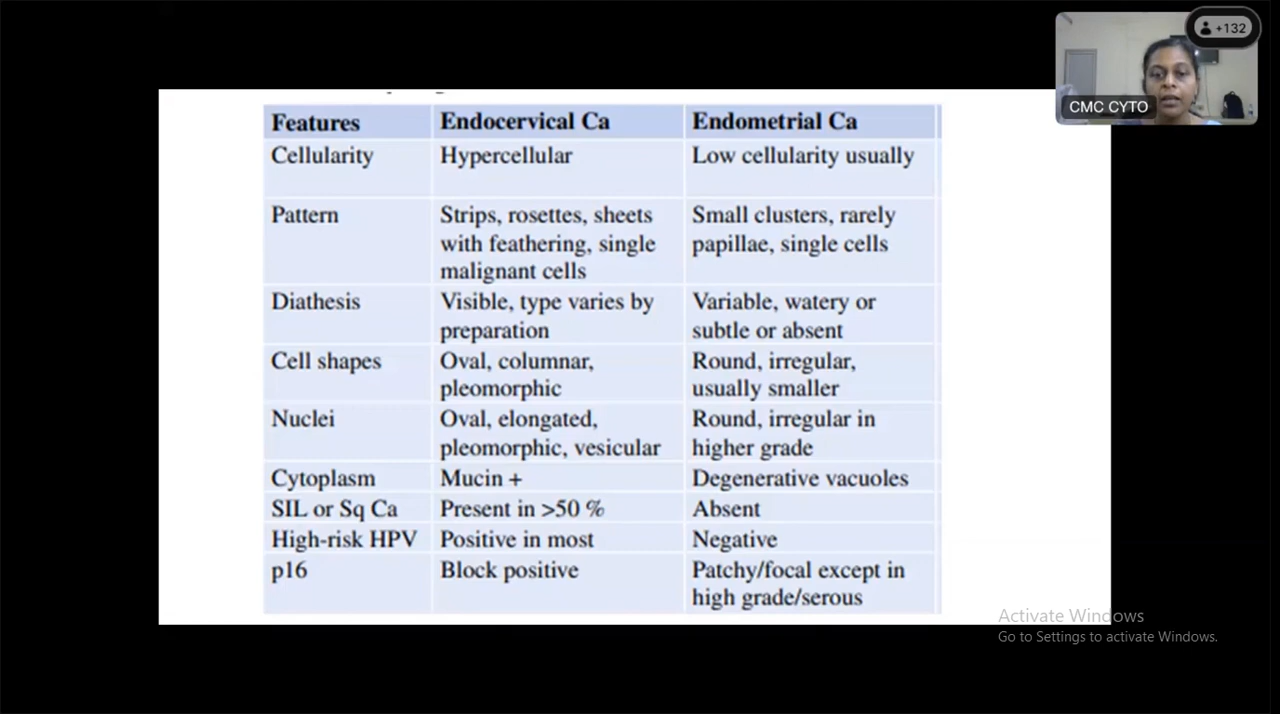 +132
CMC CYTO
Features Endocervical Ca Endometrial Ca
Cellularity Hypercellular Low cellularity usually
Pattern Strips, rosettes, sheets Small clusters, rarely
with feathering, single papillae, single cells
malignant cells
Diathesis Visible, type varies by Variable, watery or
preparation subtle or absent
Cell shapes Oval, columnar, Round, irregular,
pleomorphic usually smaller
Nuclei Oval, elongated, Round, irregular in
pleomorphic, vesicular higher grade
Cytoplasm Mucin + Degenerative vacuoles
SIL or Sq Ca Present in >50 % Absent
High-risk HPV Positive in most Negative
p16 Block positive Patchy/focal except in
high grade/serous
Activate Windows
Go to Settings to activate Windows.